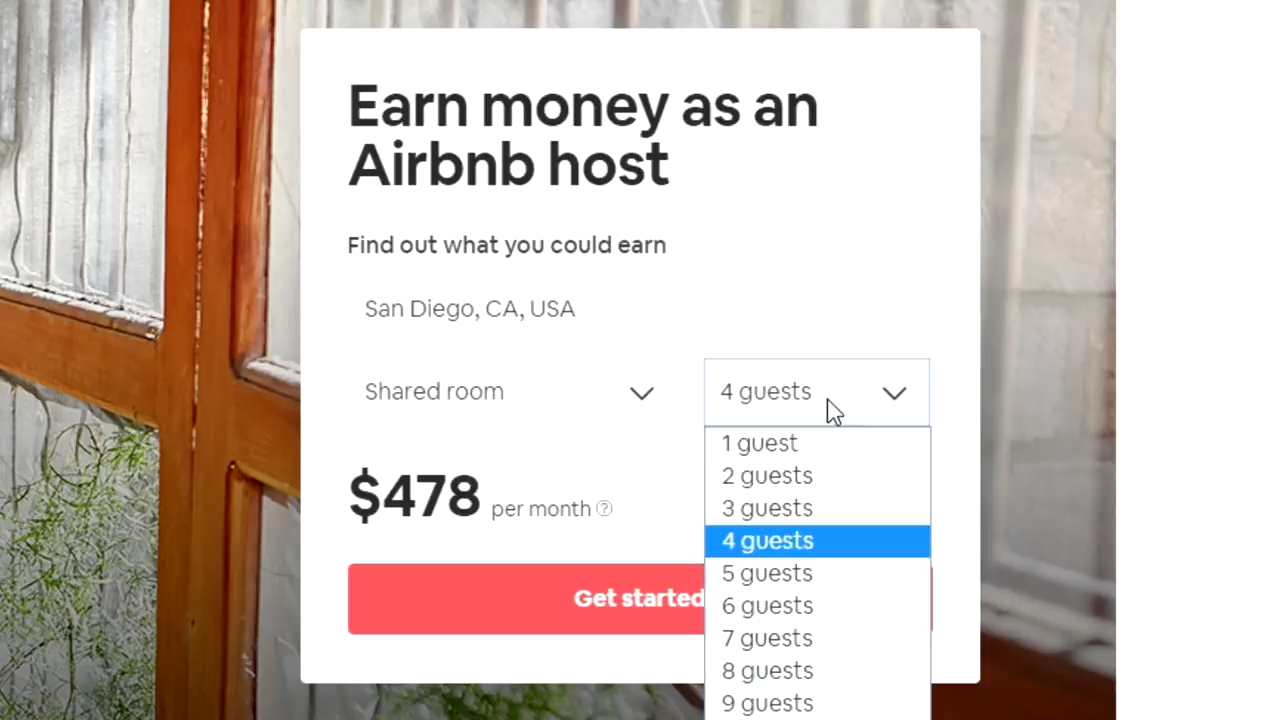 Earn money as an
Airbnb host
Find out what you could earn
San Diego, CA, USA
Shared room
4 guests
1 guest
2 guests
3 guests
4 guests
5 guests
6 guests
7 guests
8 guests
9 guests
$478 per month ?
Get started